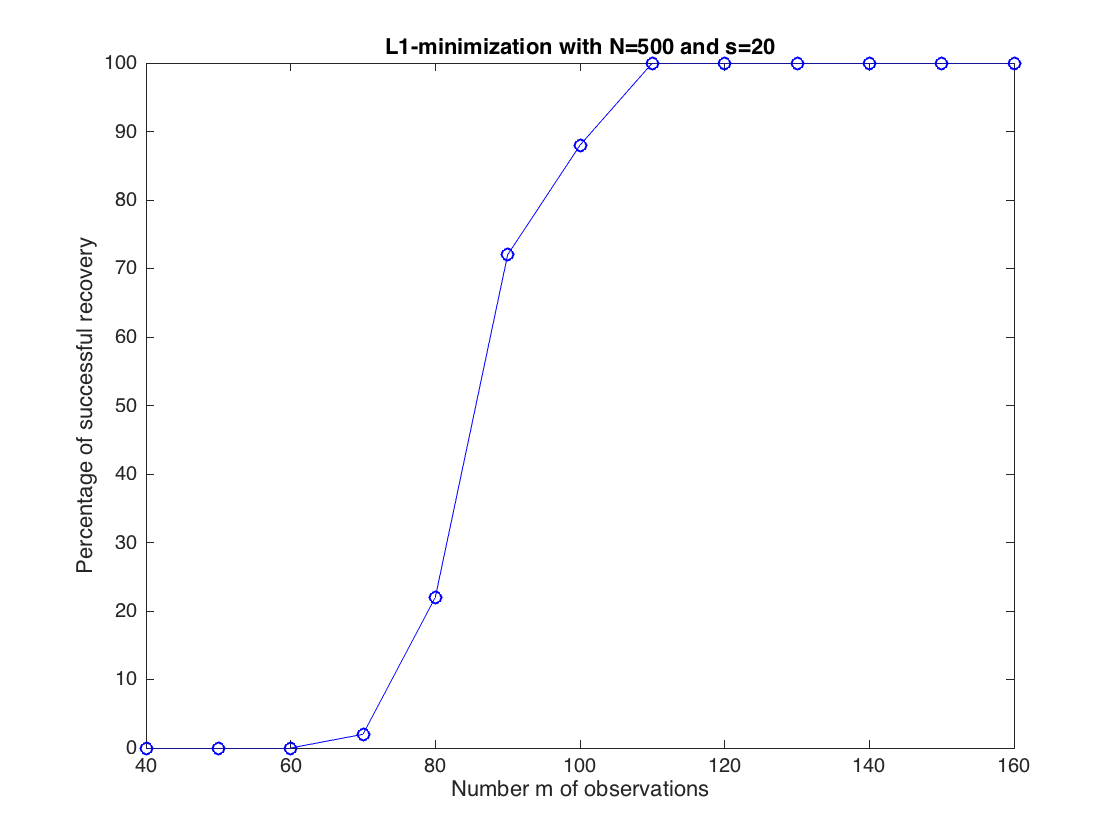 L1-minimization with N=500 and s=20
Percentage of successful recovery
100
90
80
70
60
50
40
30
20
10
0
40 60 80 100 120 140 160
Number m of observations